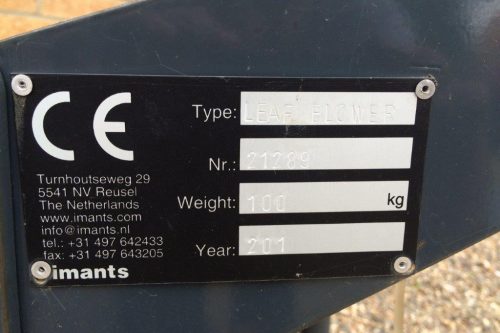 CE
Type: LEAF BLOWER
Nr.: 21289
Weight: 100 kg
Year: 201
Turnhoutseweg 29
5541 NV Reusel
The Netherlands
www.imants.com
info@imants.nl
tel.: +31 497 642433
fax: +31 497 643205
imants